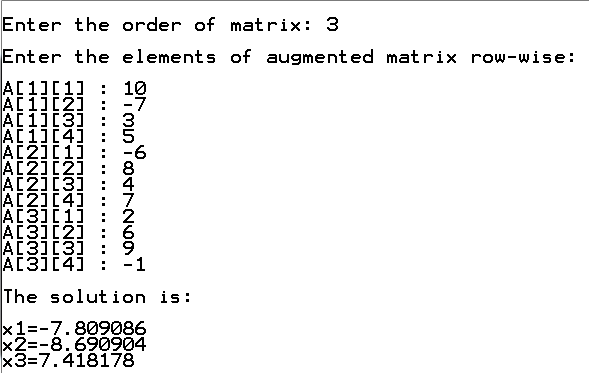 Enter the order of matrix: 3
Enter the elements of augmented matrix row-wise:
A[1][1] : 10
A[1][2] : -7
A[1][3] : 3
A[1][4] : 5
A[2][1] : -6
A[2][2] : 8
A[2][3] : 4
A[2][4] : 7
A[3][1] : 2
A[3][2] : 6
A[3][3] : 9
A[3][4] : -1
The solution is:
x1=-7.809086
x2=-8.690904
x3=7.418178